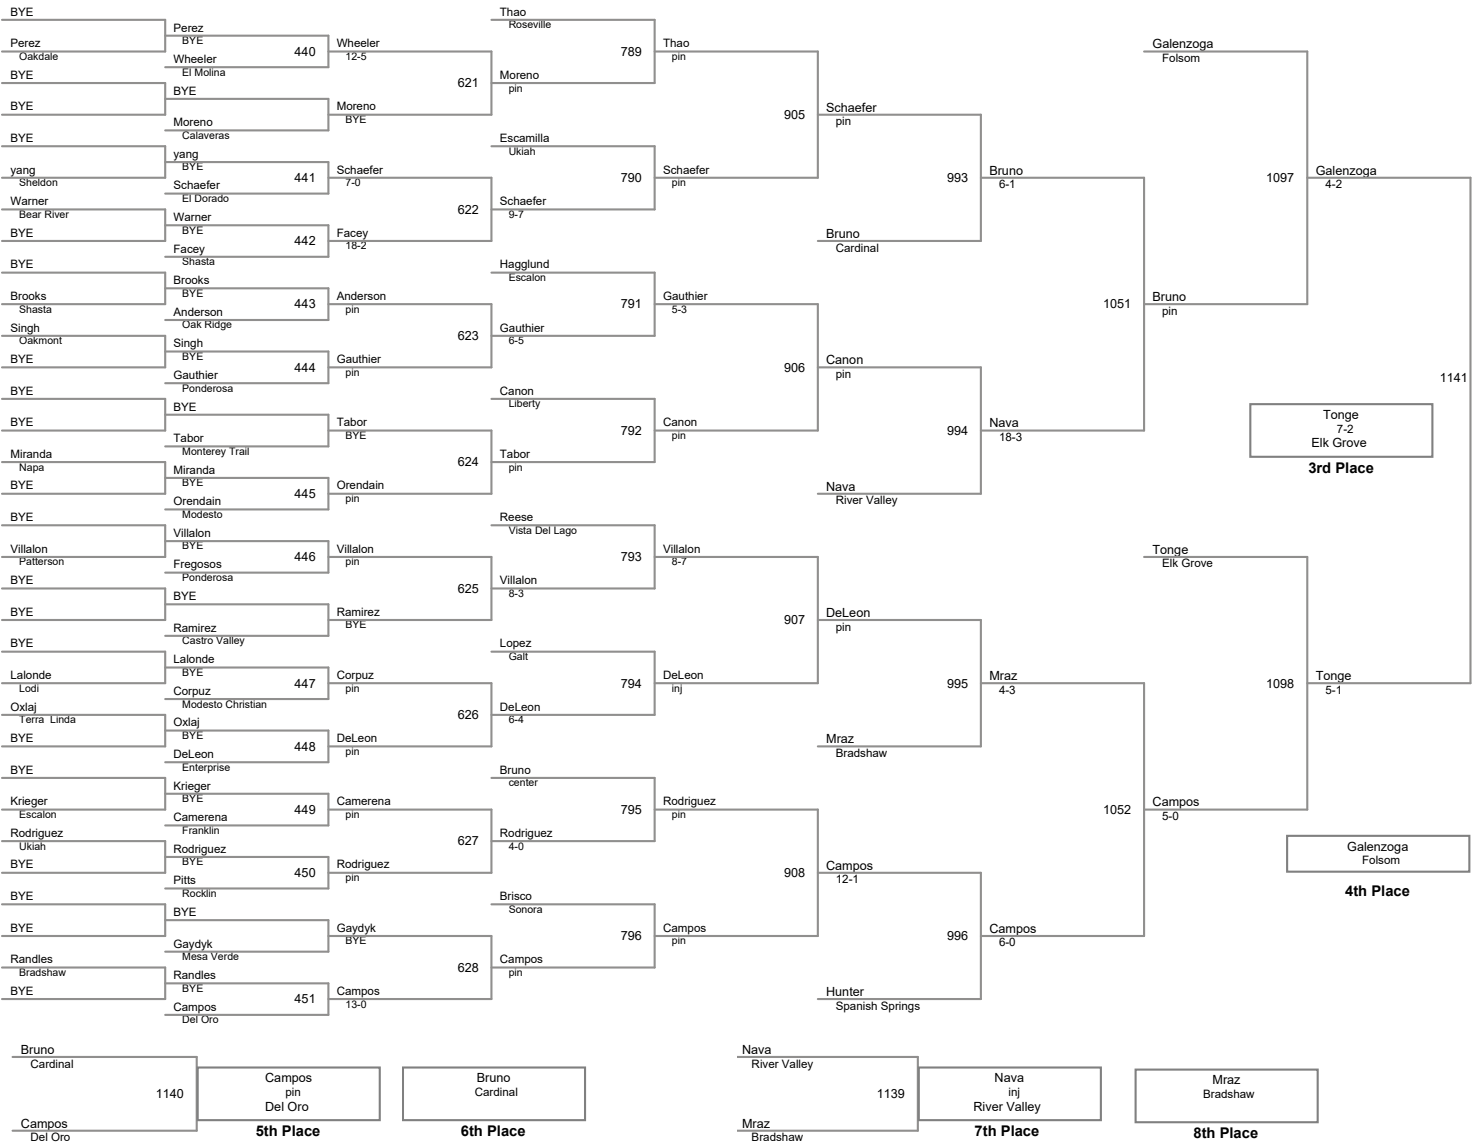 BYE
Perez
Oakdale
BYE
BYE
BYE
yang
Sheldon
Warner
Bear River
BYE
BYE
Brooks
Shasta
Singh
Oakmont
BYE
BYE
BYE
Miranda
Napa
BYE
BYE
Villalon
Patterson
BYE
BYE
BYE
Lalonde
Lodi
Oxlaj
Terra Linda
BYE
BYE
Krieger
Escalon
Rodriguez
Ukiah
BYE
BYE
BYE
Randles
Bradshaw
BYE
Perez
BYE
440
Wheeler
El Molina
BYE
Moreno
Calaveras
yang
BYE
441
Schaefer
El Dorado
Warner
BYE
442
Facey
Shasta
Brooks
BYE
443
Anderson
Oak Ridge
Singh
BYE
444
Gauthier
Ponderosa
BYE
Tabor
Monterey Trail
Miranda
BYE
445
Orendain
Modesto
Villalon
BYE
446
Fregosos
Ponderosa
BYE
Ramirez
Castro Valley
Lalonde
BYE
447
Corpuz
Modesto Christian
Oxlaj
BYE
448
DeLeon
Enterprise
Krieger
BYE
449
Camerena
Franklin
Rodriguez
BYE
450
Pitts
Rocklin
BYE
Gaydyk
Mesa Verde
Randles
BYE
451
Campos
Del Oro
Wheeler
12-5
621
Moreno
BYE
Schaefer
7-0
622
Facey
18-2
Anderson
pin
623
Gauthier
pin
Tabor
BYE
624
Orendain
pin
Villalon
pin
625
Ramirez
BYE
Corpuz
pin
626
DeLeon
pin
Camerena
pin
627
Rodriguez
pin
Gaydyk
BYE
628
Campos
13-0
Thao
Roseville
789
Moreno
pin
Escamilla
Ukiah
790
Schaefer
9-7
Hagglund
Escalon
791
Gauthier
6-5
Canon
Liberty
792
Tabor
pin
Reese
Vista Del Lago
793
Villalon
8-3
Lopez
Galt
794
DeLeon
6-4
Bruno
center
795
Rodriguez
4-0
Brisco
Sonora
796
Campos
pin
Thao
pin
905
Schaefer
pin
Gauthier
5-3
906
Canon
pin
Villalon
8-7
907
DeLeon
inj
Rodriguez
pin
908
Campos
pin
Schaefer
pin
993
Bruno
Cardinal
Canon
pin
994
Nava
River Valley
DeLeon
pin
995
Mraz
Bradshaw
Campos
12-1
996
Hunter
Spanish Springs
Bruno
6-1
1051
Nava
18-3
Mraz
4-3
1052
Campos
6-0
Galenzoga
Folsom
1097
Bruno
pin
Tonge
Elk Grove
1098
Campos
5-0
Galenzoga
4-2
1141
Tonge
5-1
Tonge
7-2
Elk Grove
3rd Place
Galenzoga
Folsom
4th Place
Bruno
Cardinal
1140
Campos
Del Oro
Campos
pin
Del Oro
5th Place
Bruno
Cardinal
6th Place
Nava
River Valley
1139
Mraz
Bradshaw
Nava
inj
River Valley
7th Place
Mraz
Bradshaw
8th Place